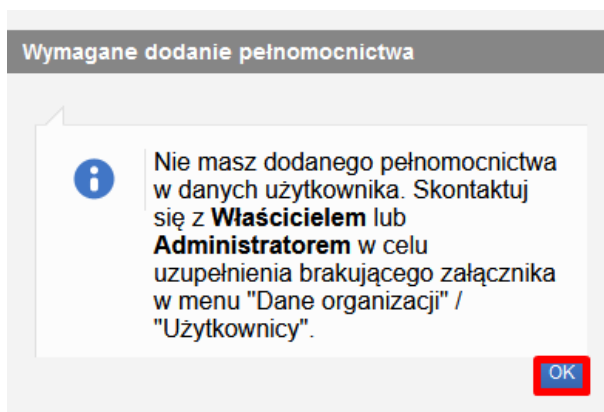 Wymagane dodanie pełnomocnictwa
Nie masz dodanego pełnomocnictwa
w danych użytkownika. Skontaktuj
się z Właścicielem lub
Administratorem w celu
uzupełnienia brakującego załącznika
w menu "Dane organizacji" /
"Użytkownicy".
OK